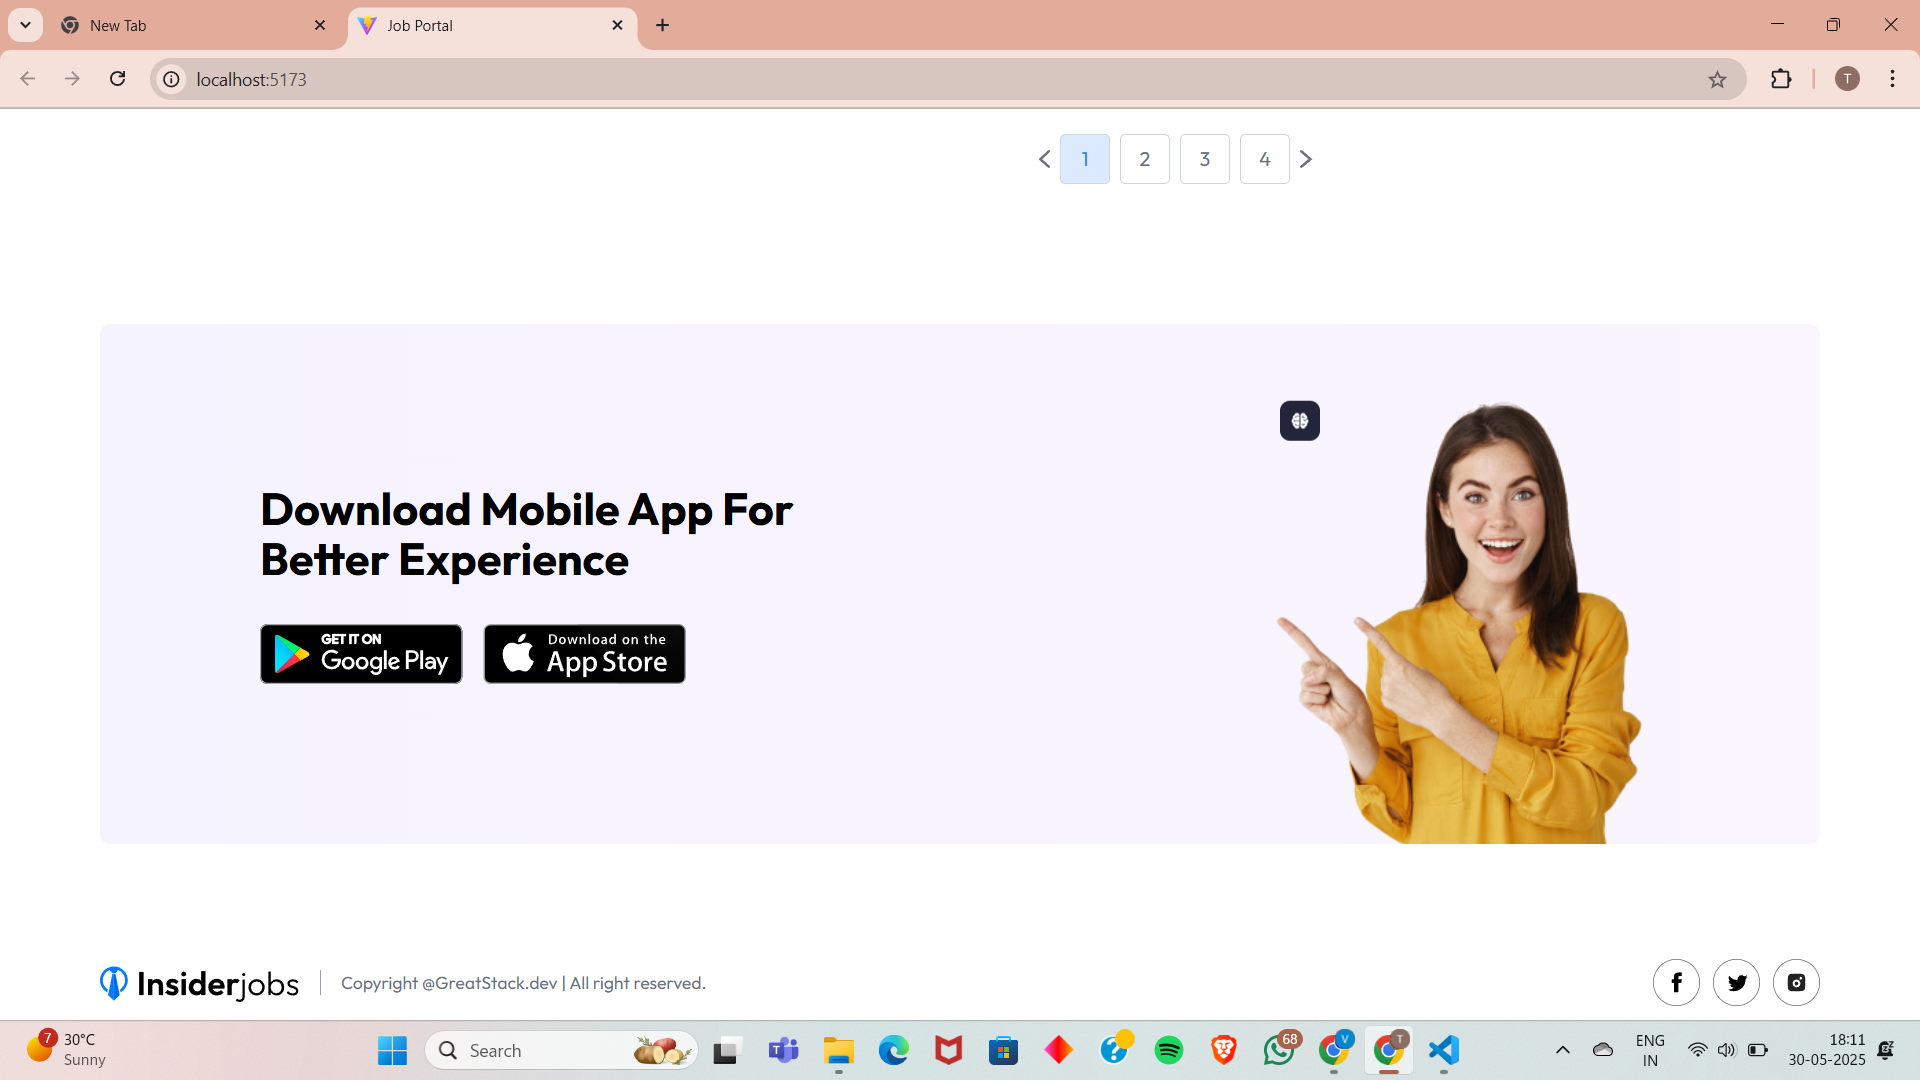 New Tab
Job Portal
localhost:5173
T
1 2 3 4
Download Mobile App For
Better Experience
GET IT ON
Google Play
Download on the
App Store
Insiderjobs
Copyright @GreatStack.dev | All right reserved.
7
30°C
Sunny
Search
68
V
T
ENG
IN
18:11
30-05-2025